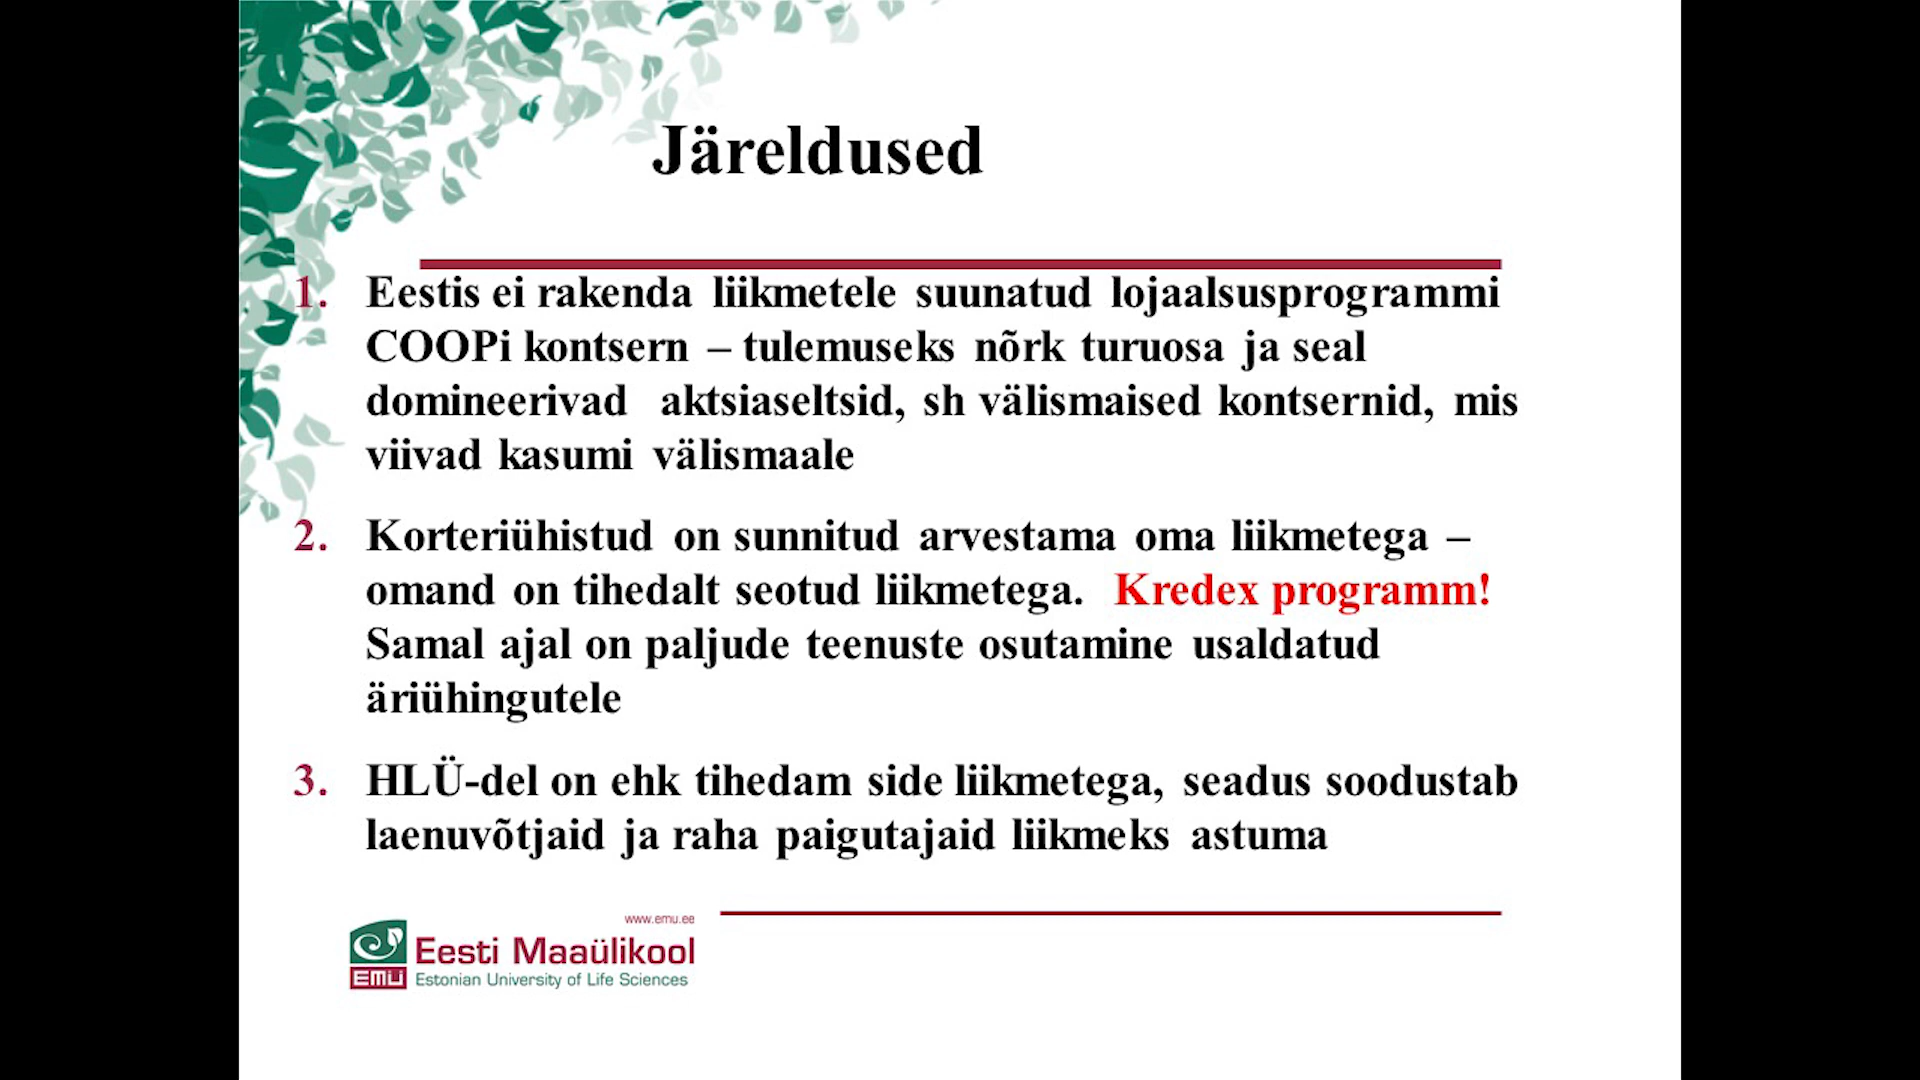 Järeldused
1. Eestis ei rakenda liikmetele suunatud lojaalsusprogrammi
COOPi kontsern – tulemuseks nõrk turuosa ja seal
domineerivad aktsiaseltsid, sh välismaised kontsernid, mis
viivad kasumi välismaale
2. Korteriühistud on sunnitud arvestama oma liikmetega –
omand on tihedalt seotud liikmetega. Kredex programm!
Samal ajal on paljude teenuste osutamine usaldatud
äriühingutele
3. HLÜ-del on ehk tihedam side liikmetega, seadus soodustab
laenuvõtjaid ja raha paigutajaid liikmeks astuma
www.emu.ee
Eesti Maaülikool
EMÜ Estonian University of Life Sciences